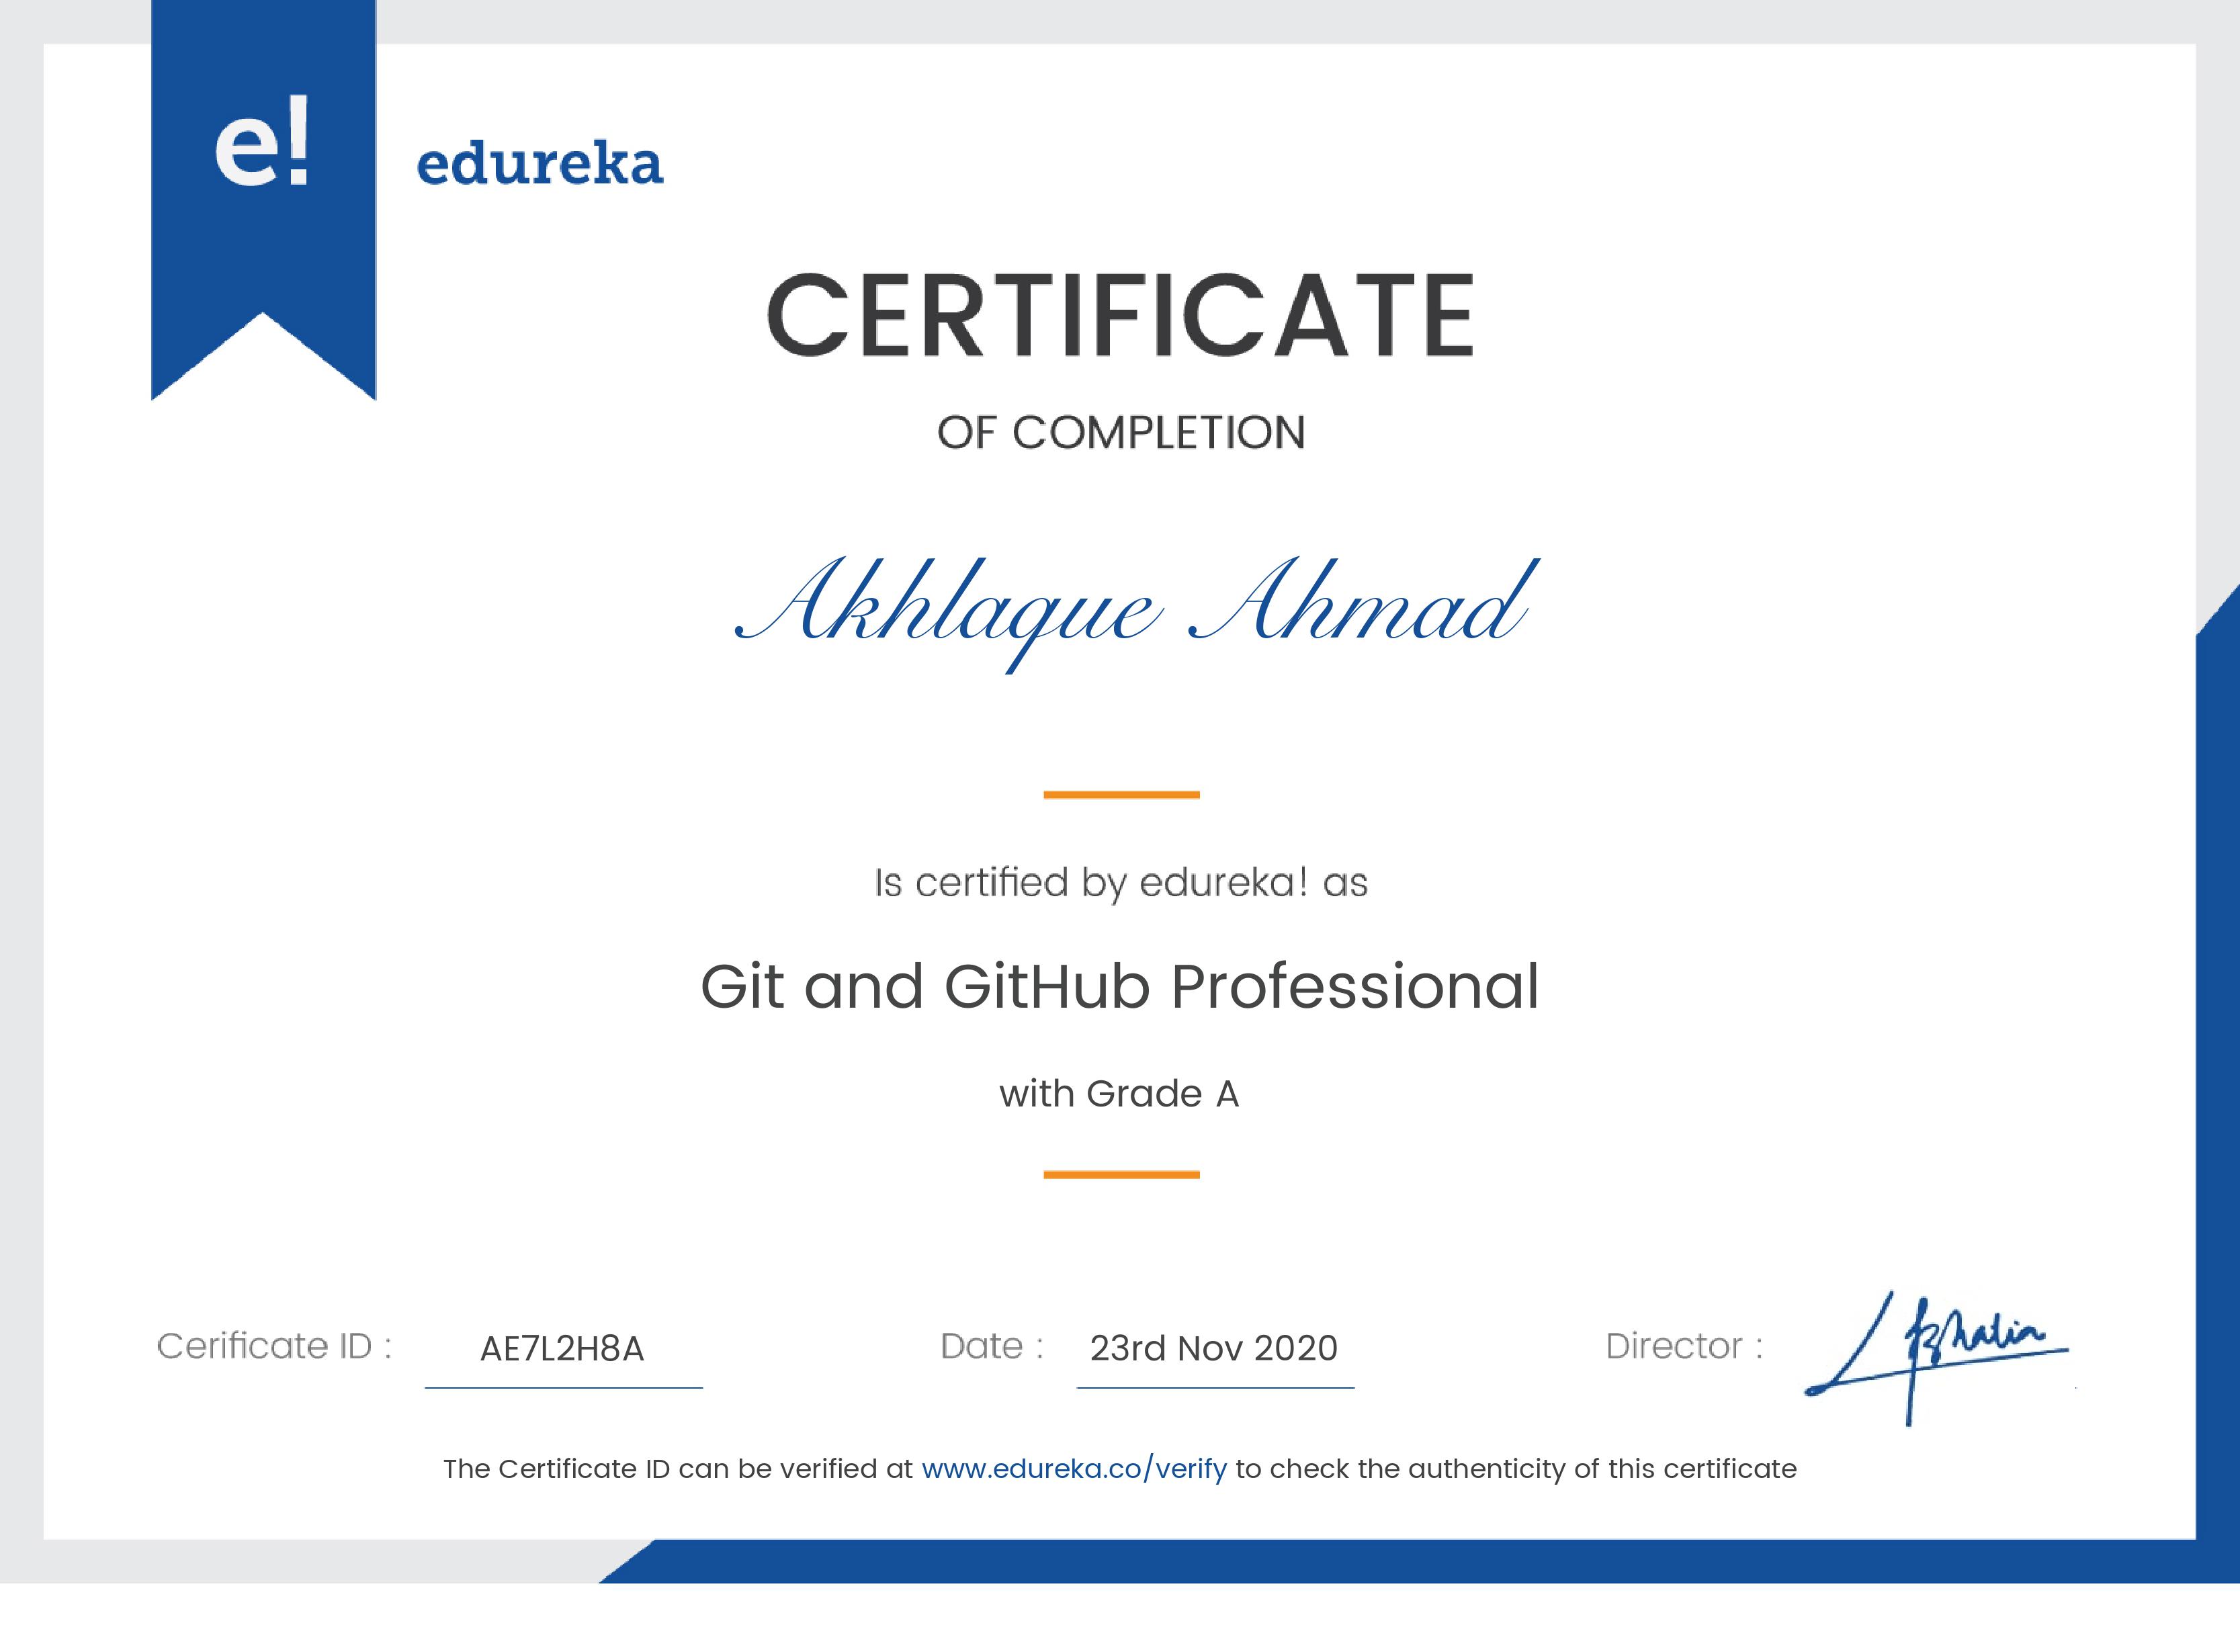 e!
edureka
CERTIFICATE
OF COMPLETION
Akhlaque Ahmad
Is certified by edureka! as
Git and GitHub Professional
with Grade A
Cerificate ID : AE7L2H8A Date : 23rd Nov 2020 Director :
The Certificate ID can be verified at www.edureka.co/verify to check the authenticity of this certificate